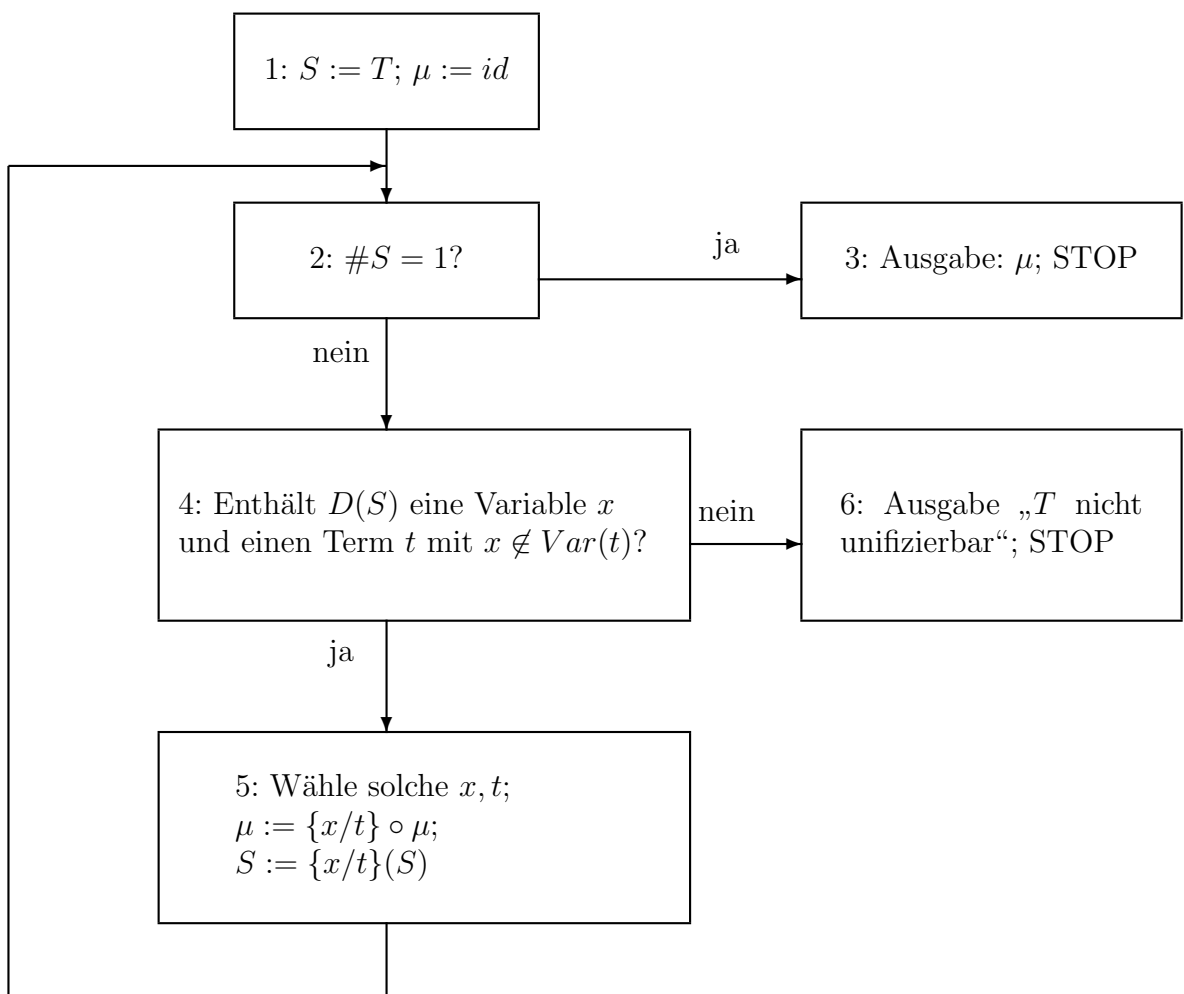 1: S := T; μ := id
2: #S = 1?
ja
3: Ausgabe: μ; STOP
nein
4: Enthält D(S) eine Variable x
und einen Term t mit x ∉ Var(t)?
nein
6: Ausgabe „T nicht
unifizierbar“; STOP
ja
5: Wähle solche x, t;
μ := {x/t} ∘ μ;
S := {x/t}(S)